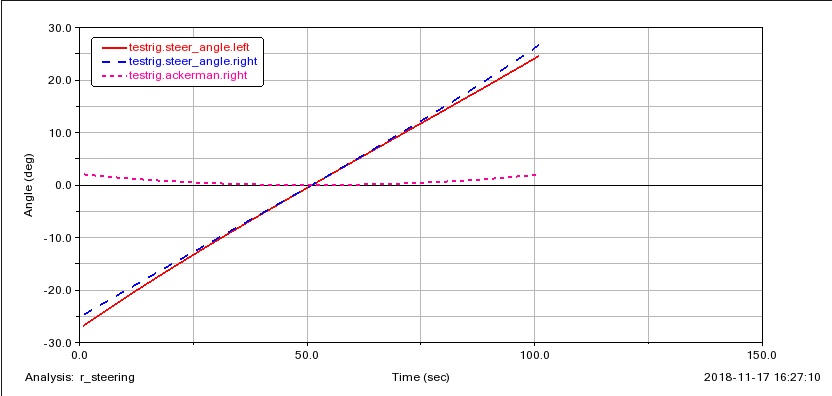 30.0
testrig.steer_angle.left
testrig.steer_angle.right
testrig.ackerman.right
20.0
10.0
0.0
-10.0
-20.0
-30.0
Angle (deg)
0.0 50.0 100.0 150.0
Analysis: r_steering Time (sec) 2018-11-17 16:27:10